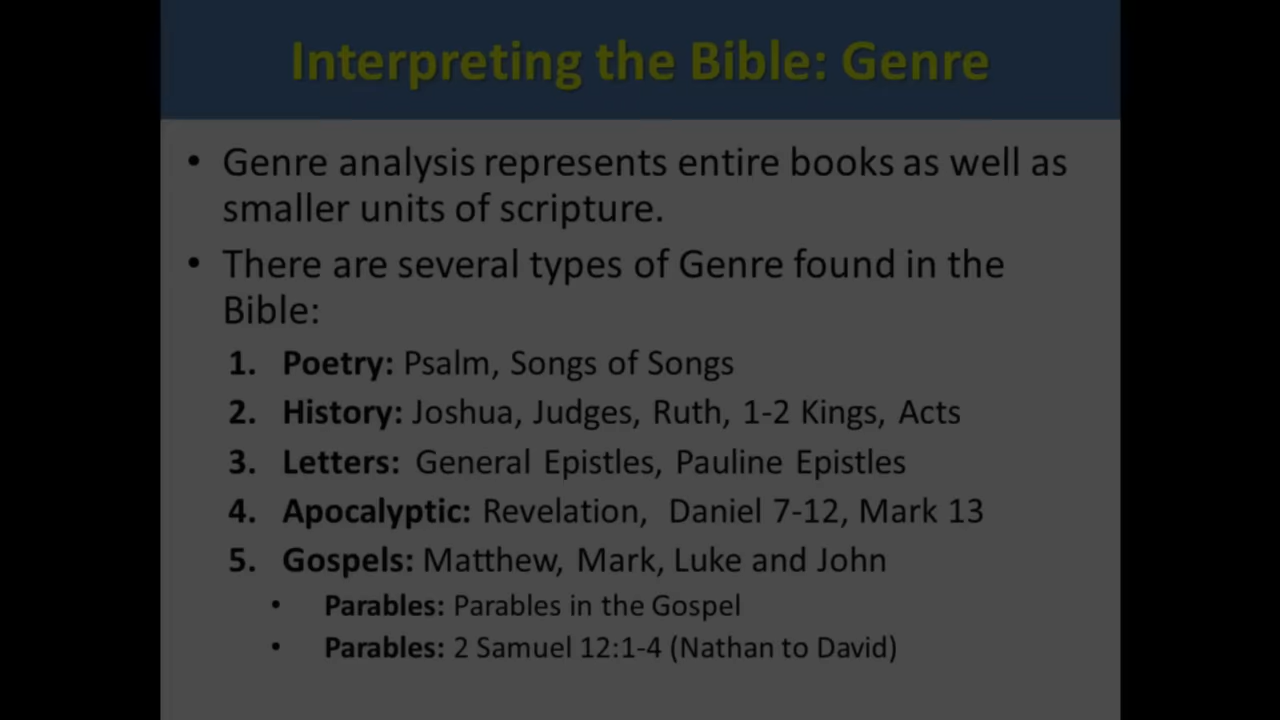 Interpreting the Bible: Genre
• Genre analysis represents entire books as well as
smaller units of scripture.
• There are several types of Genre found in the
Bible:
1. Poetry: Psalm, Songs of Songs
2. History: Joshua, Judges, Ruth, 1-2 Kings, Acts
3. Letters: General Epistles, Pauline Epistles
4. Apocalyptic: Revelation, Daniel 7-12, Mark 13
5. Gospels: Matthew, Mark, Luke and John
• Parables: Parables in the Gospel
• Parables: 2 Samuel 12:1-4 (Nathan to David)